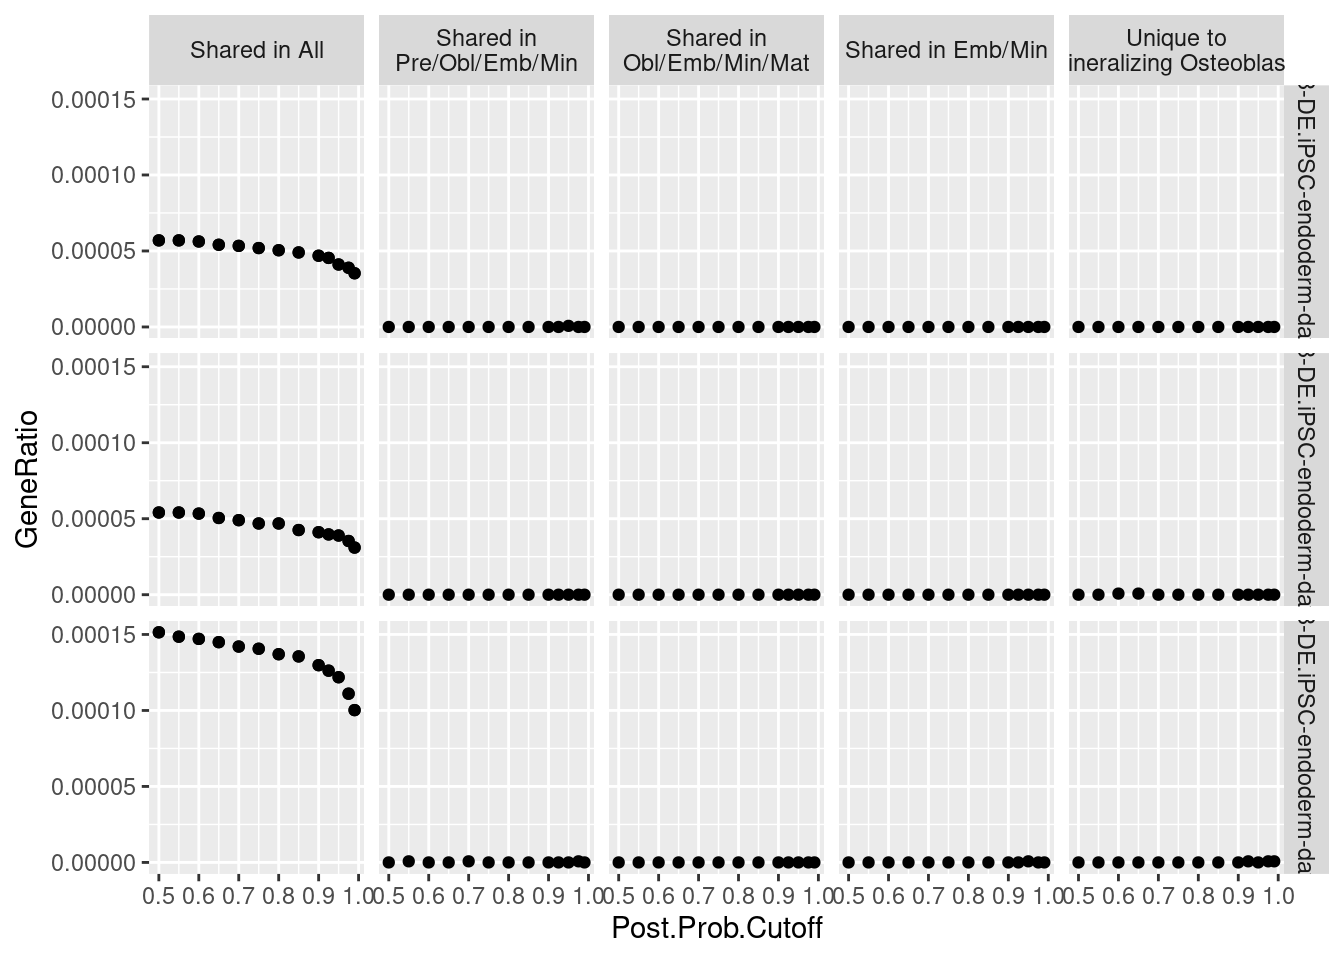 Shared in All
Shared in
Pre/Obl/Emb/Min
Shared in
Obl/Emb/Min/Mat
Shared in Emb/Min
Unique to
ineralizing Osteoblas
0.00015
0.00010
0.00005
0.00000
-DE.iPSC-endoderm-da
0.00015
0.00010
0.00005
0.00000
-DE.iPSC-endoderm-da
0.00015
0.00010
0.00005
0.00000
-DE.iPSC-endoderm-da
GeneRatio
0.5 0.6 0.7 0.8 0.9 1.0
0.5 0.6 0.7 0.8 0.9 1.0
0.5 0.6 0.7 0.8 0.9 1.0
0.5 0.6 0.7 0.8 0.9 1.0
0.5 0.6 0.7 0.8 0.9 1.0
Post.Prob.Cutoff